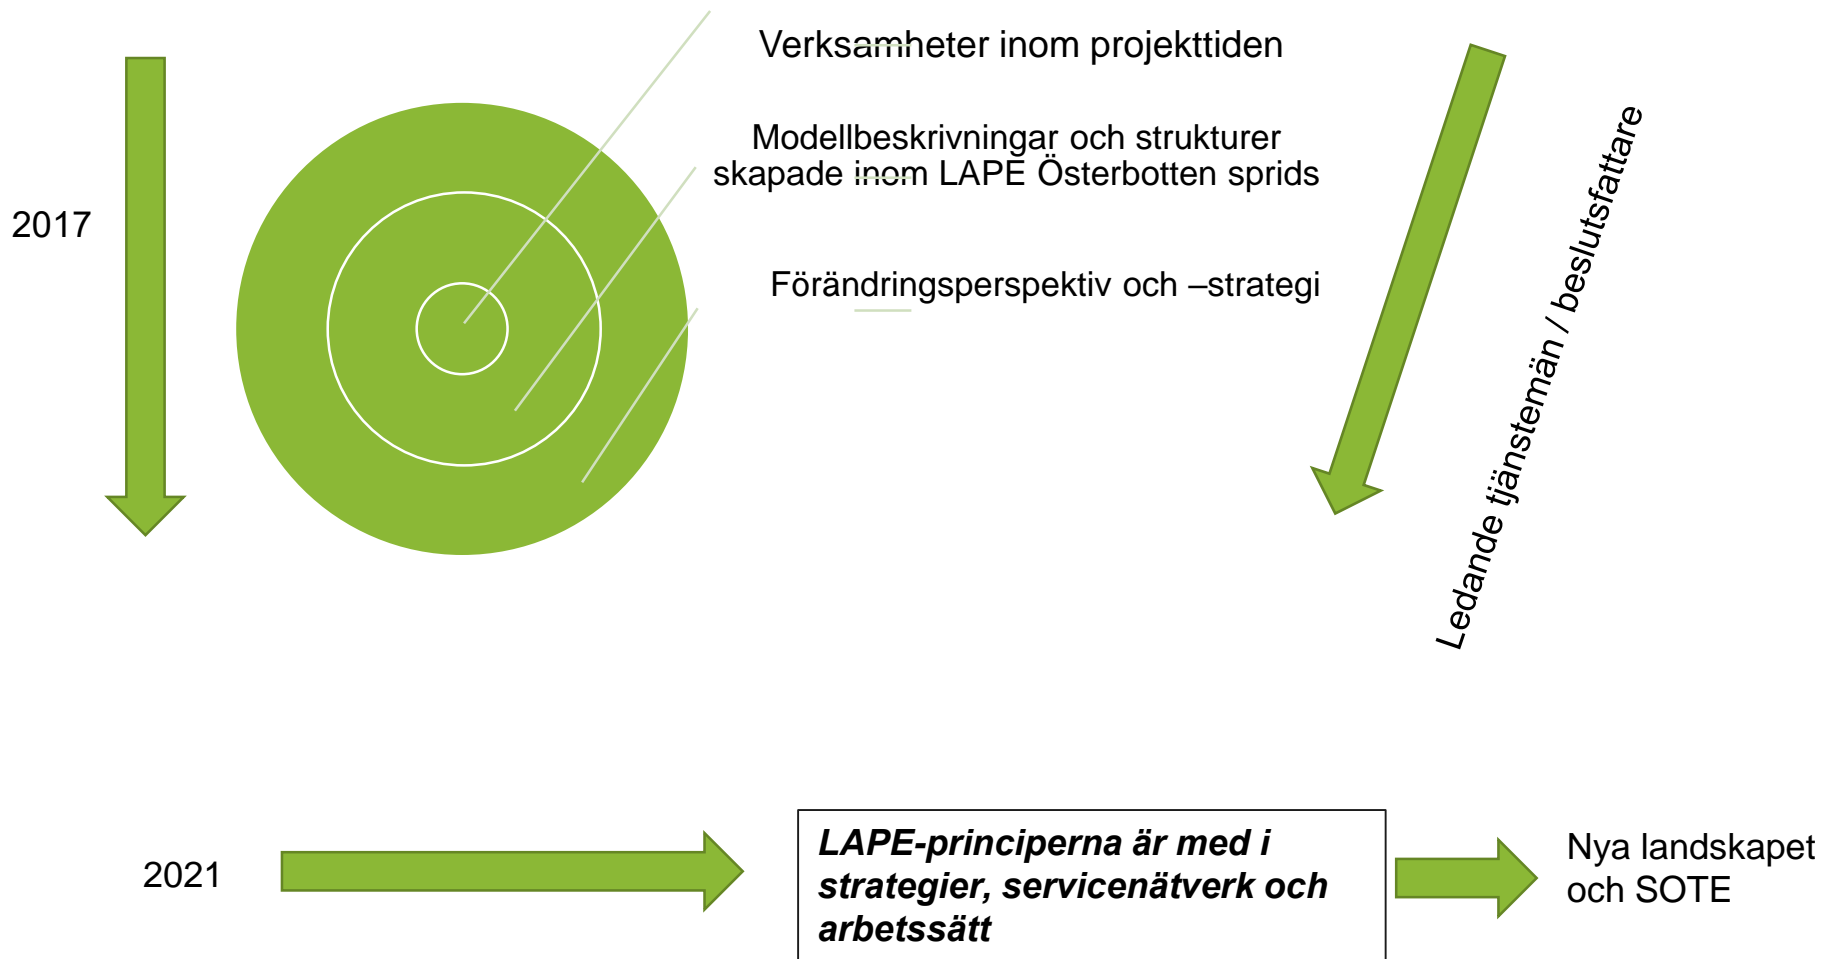 Verksamheter inom projekttiden
Modellbeskrivningar och strukturer
skapade inom LAPE Österbotten sprids
2017
Förändringsperspektiv och –strategi
Ledande tjänstemän / beslutsfattare
2021
LAPE-principerna är med i
strategier, servicenätverk och
arbetssätt
Nya landskapet
och SOTE